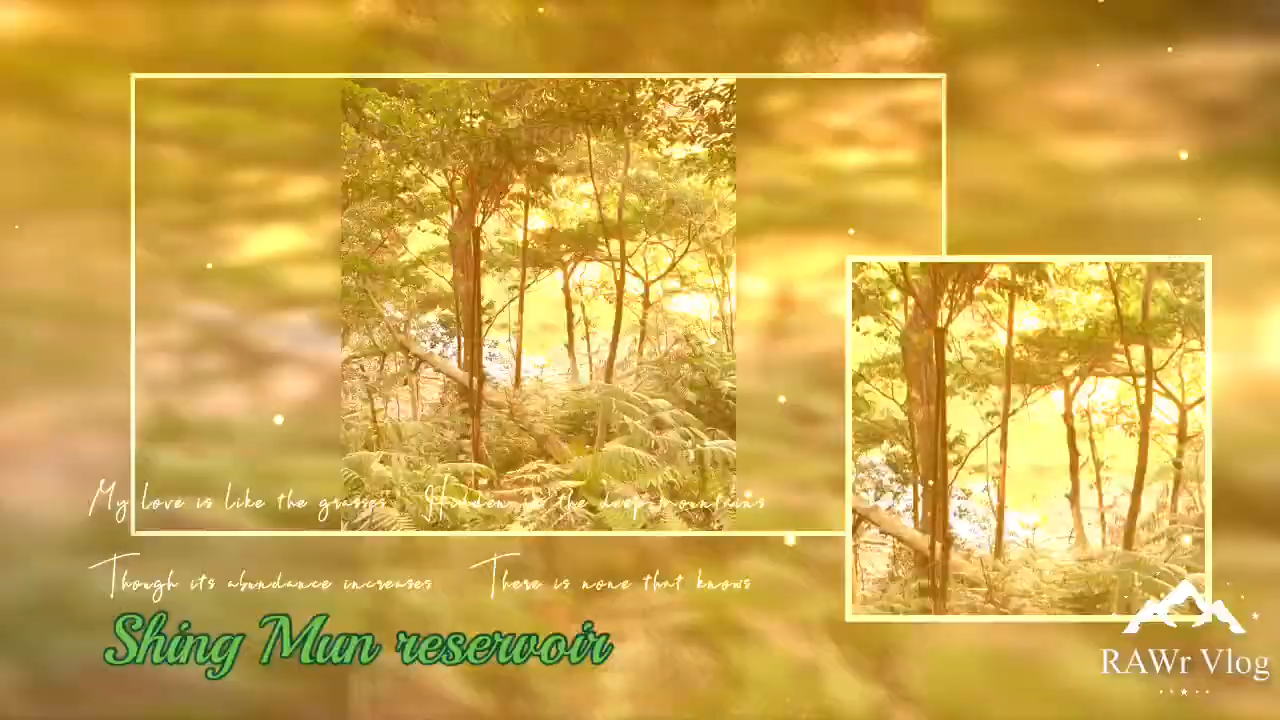 My love is like the grasses Hidden in the deep mountains
Though its abundance increases There is none that knows
Shing Mun reservoir
RAWr Vlog